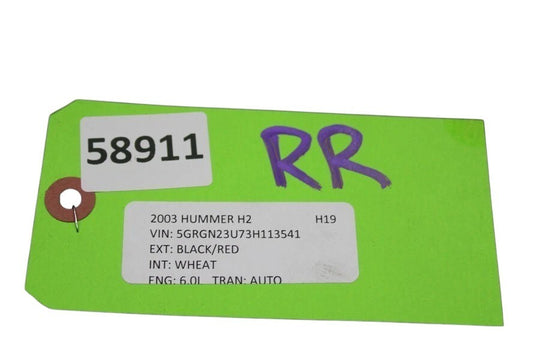 58911
RR
2003 HUMMER H2 H19
VIN: 5GRGN23U73H113541
EXT: BLACK/RED
INT: WHEAT
ENG: 6.0L TRAN: AUTO